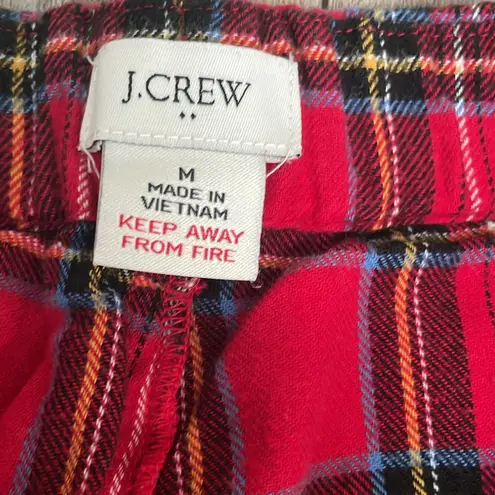 J.CREW
M
MADE IN
VIETNAM
KEEP AWAY
FROM FIRE